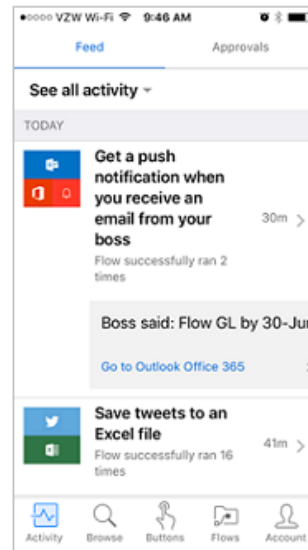 VZW Wi-Fi 9:46 AM
Feed Approvals
See all activity
TODAY
Get a push
notification when
you receive an
email from your
boss
30m
Flow successfully ran 2
times
Boss said: Flow GL by 30-Jun
Go to Outlook Office 365
Save tweets to an
Excel file
41m
Flow successfully ran 16
times
Activity Browse Buttons Flows Account